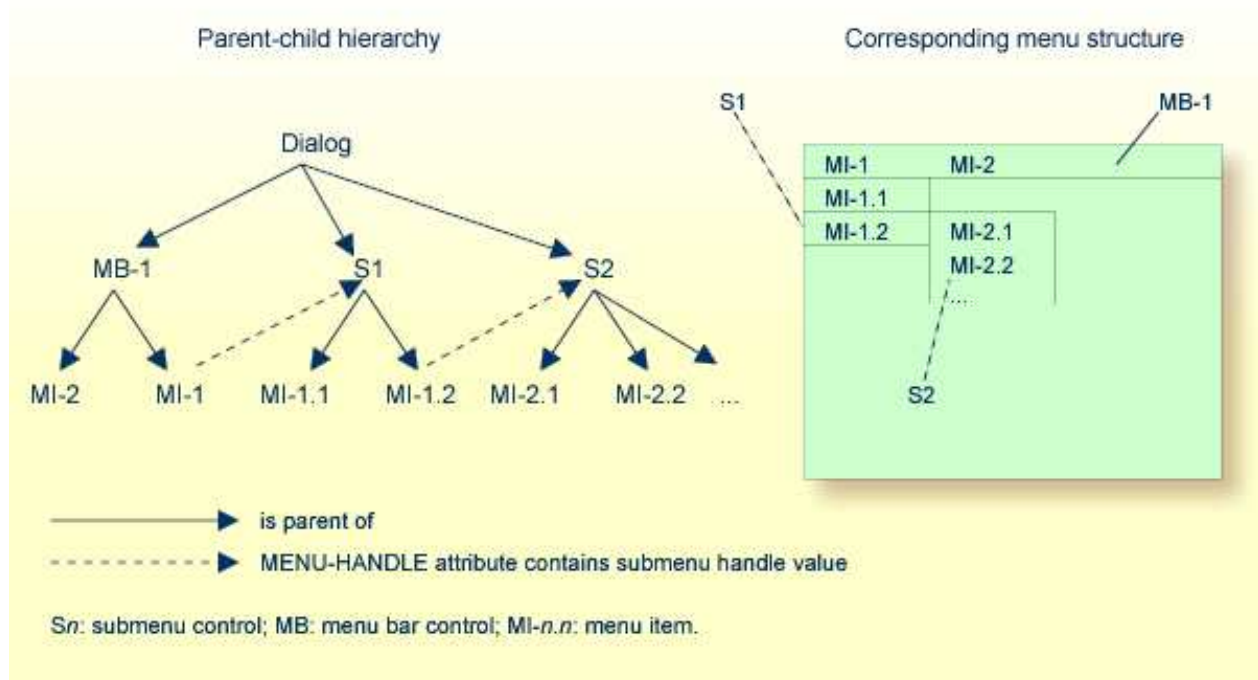 Parent-child hierarchy
Corresponding menu structure
Dialog
MB-1 S1 S2
MI-2 MI-1 MI-1.1 MI-1.2 MI-2.1 MI-2.2 ...
S1 MB-1
MI-1 MI-2
MI-1.1
MI-1.2 MI-2.1
MI-2.2
...
S2
is parent of
MENU-HANDLE attribute contains submenu handle value
Sn: submenu control; MB: menu bar control; MI-n.n: menu item.